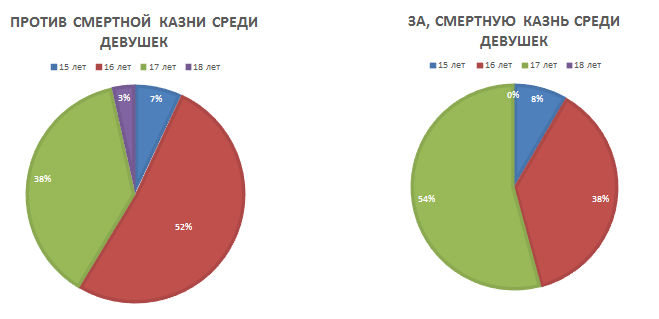 ПРОТИВ СМЕРТНОЙ КАЗНИ СРЕДИ
ДЕВУШЕК
15 лет 16 лет 17 лет 18 лет
3% 7%
38%
52%
ЗА, СМЕРТНУЮ КАЗНЬ СРЕДИ
ДЕВУШЕК
15 лет 16 лет 17 лет 18 лет
0% 8%
54% 38%